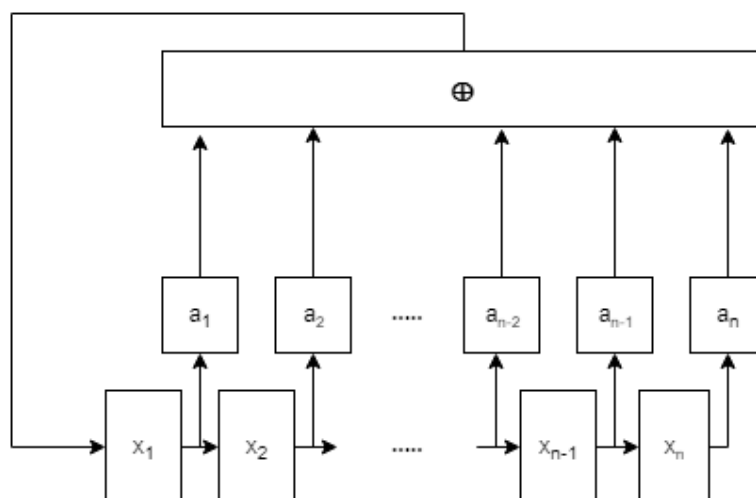 ⊕
a₁ a₂ ..... aₙ₋₂ aₙ₋₁ aₙ
x₁ x₂ ..... xₙ₋₁ xₙ